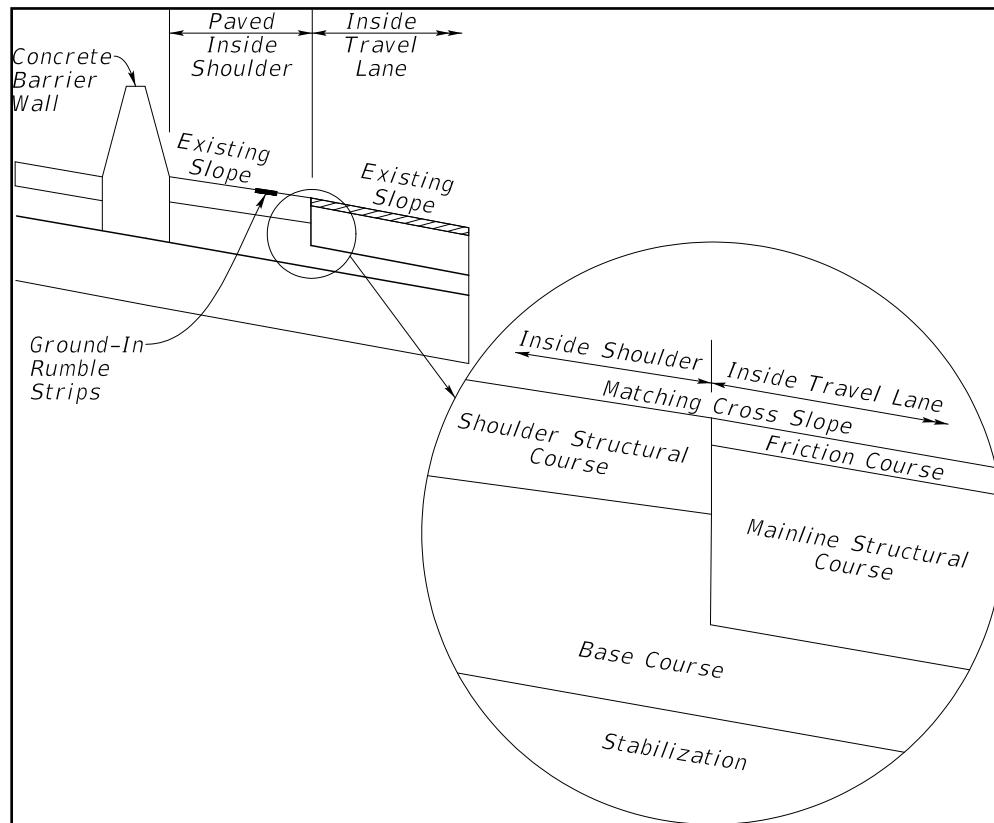 Paved
Inside
Shoulder
Inside
Travel
Lane
Concrete
Barrier
Wall
Existing
Slope
Existing
Slope
Ground-In
Rumble
Strips
Inside Shoulder
Inside Travel Lane
Matching Cross Slope
Shoulder Structural
Course
Friction Course
Mainline Structural
Course
Base Course
Stabilization